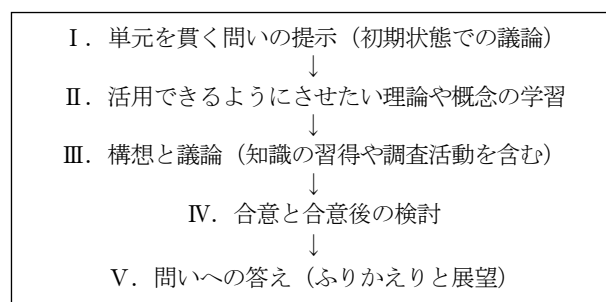 Ⅰ．単元を貫く問いの提示（初期状態での議論）
↓
Ⅱ．活用できるようにさせたい理論や概念の学習
↓
Ⅲ．構想と議論（知識の習得や調査活動を含む）
↓
Ⅳ．合意と合意後の検討
↓
Ⅴ．問いへの答え（ふりかえりと展望）